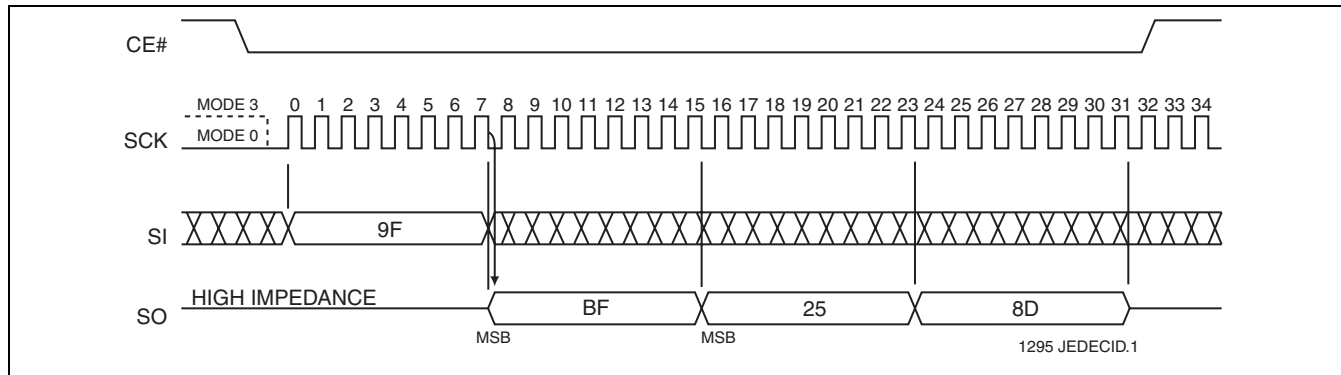 CE#
MODE 3
0 1 2 3 4 5 6 7 8 9 10 11 12 13 14 15 16 17 18 19 20 21 22 23 24 25 26 27 28 29 30 31 32 33 34
SCK
MODE 0
SI
9F
HIGH IMPEDANCE
SO
BF
25
8D
MSB
MSB
1295 JEDECID.1